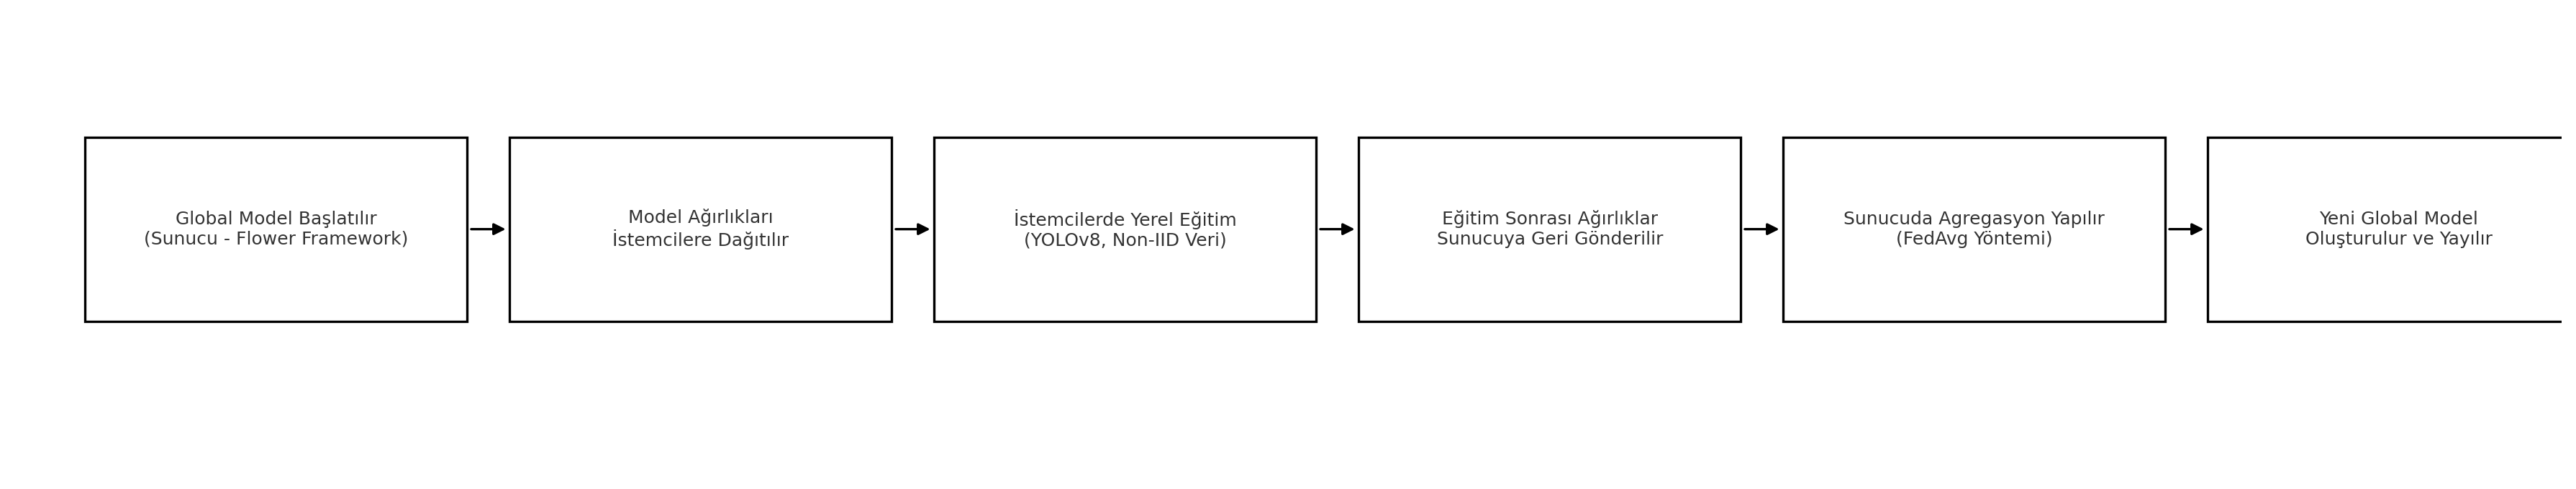 Global Model Başlatılır
(Sunucu - Flower Framework)
Model Ağırlıkları
İstemcilere Dağıtılır
İstemcilerde Yerel Eğitim
(YOLOv8, Non-IID Veri)
Eğitim Sonrası Ağırlıklar
Sunucuya Geri Gönderilir
Sunucuda Agregasyon Yapılır
(FedAvg Yöntemi)
Yeni Global Model
Oluşturulur ve Yayılır